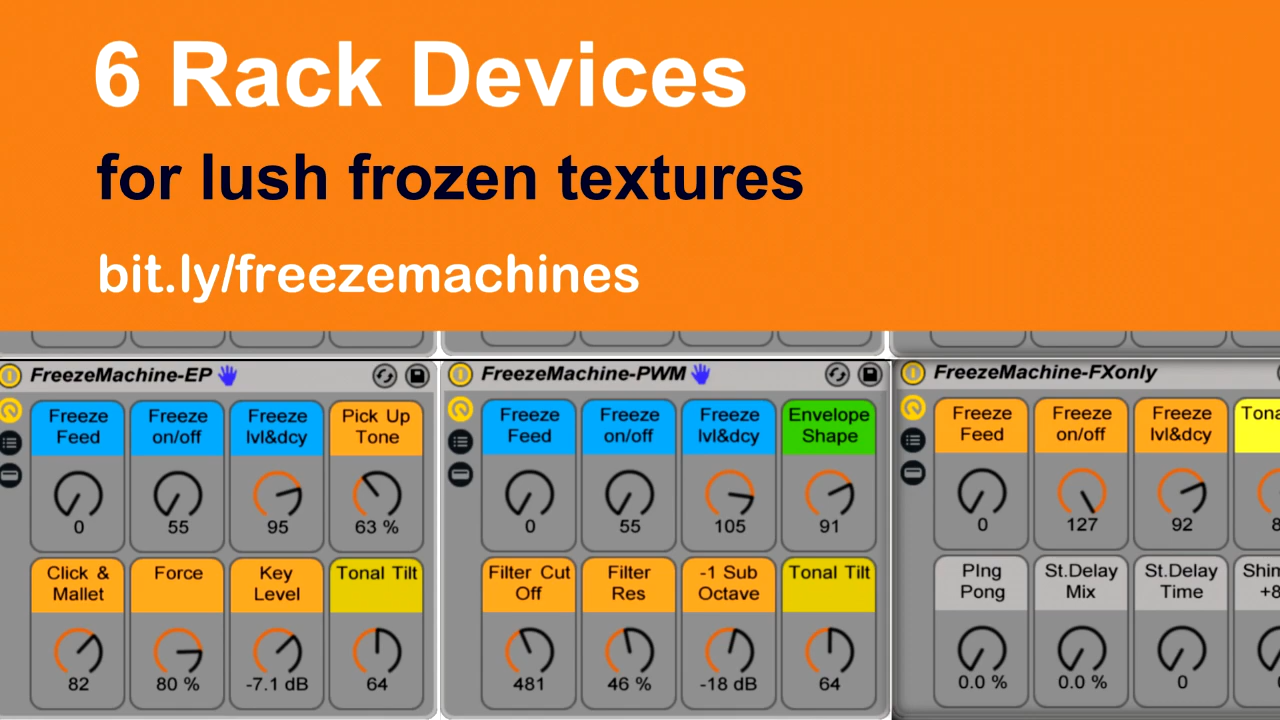 6 Rack Devices
for lush frozen textures
bit.ly/freezemachines
FreezeMachine-EP
Freeze Feed
Freeze on/off
Freeze lvl&dcy
Pick Up Tone
0
55
95
63 %
Click & Mallet
Force
Key Level
Tonal Tilt
82
80 %
-7.1 dB
64
FreezeMachine-PWM
Freeze Feed
Freeze on/off
Freeze lvl&dcy
Envelope Shape
0
55
105
91
Filter Cut Off
Filter Res
-1 Sub Octave
Tonal Tilt
481
46 %
-18 dB
64
FreezeMachine-FXonly
Freeze Feed
Freeze on/off
Freeze lvl&dcy
0
127
92
PIng Pong
St.Delay Mix
St.Delay Time
0.0 %
0.0 %
0